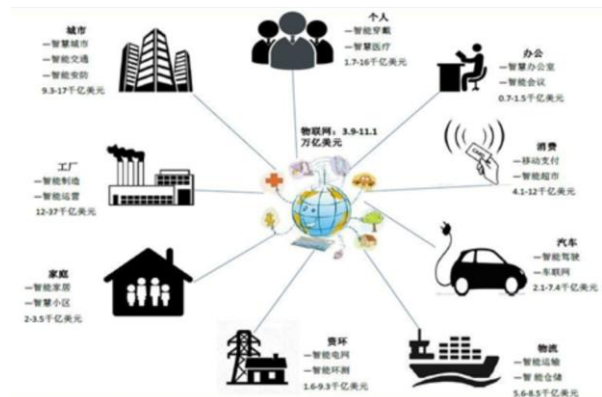 个人
—智能穿戴
—智慧医疗
1.7-16千亿美元
城市
—智慧城市
—智能交通
—智能安防
9.3-17千亿美元
办公
—智慧办公室
—智能会议
0.7-1.5千亿美元
物联网：3.9-11.1
万亿美元
消费
—移动支付
—智能超市
4.1-12千亿美元
工厂
—智能制造
—智能运营
12-37千亿美元
汽车
—智能驾驶
—车联网
2.1-7.4千亿美元
家庭
—智能家居
—智慧小区
2-3.5千亿美元
资环
—智能电网
—智能环测
1.6-9.3千亿美元
物流
—智能运输
—智能仓储
5.6-8.5千亿美元